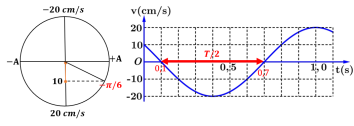 −20 cm/s
−A
+A
10
−π/6
20 cm/s
v(cm/s)
20
10
O
-10
-20
T/2
0,1
0,5
0,7
1,0
t(s)